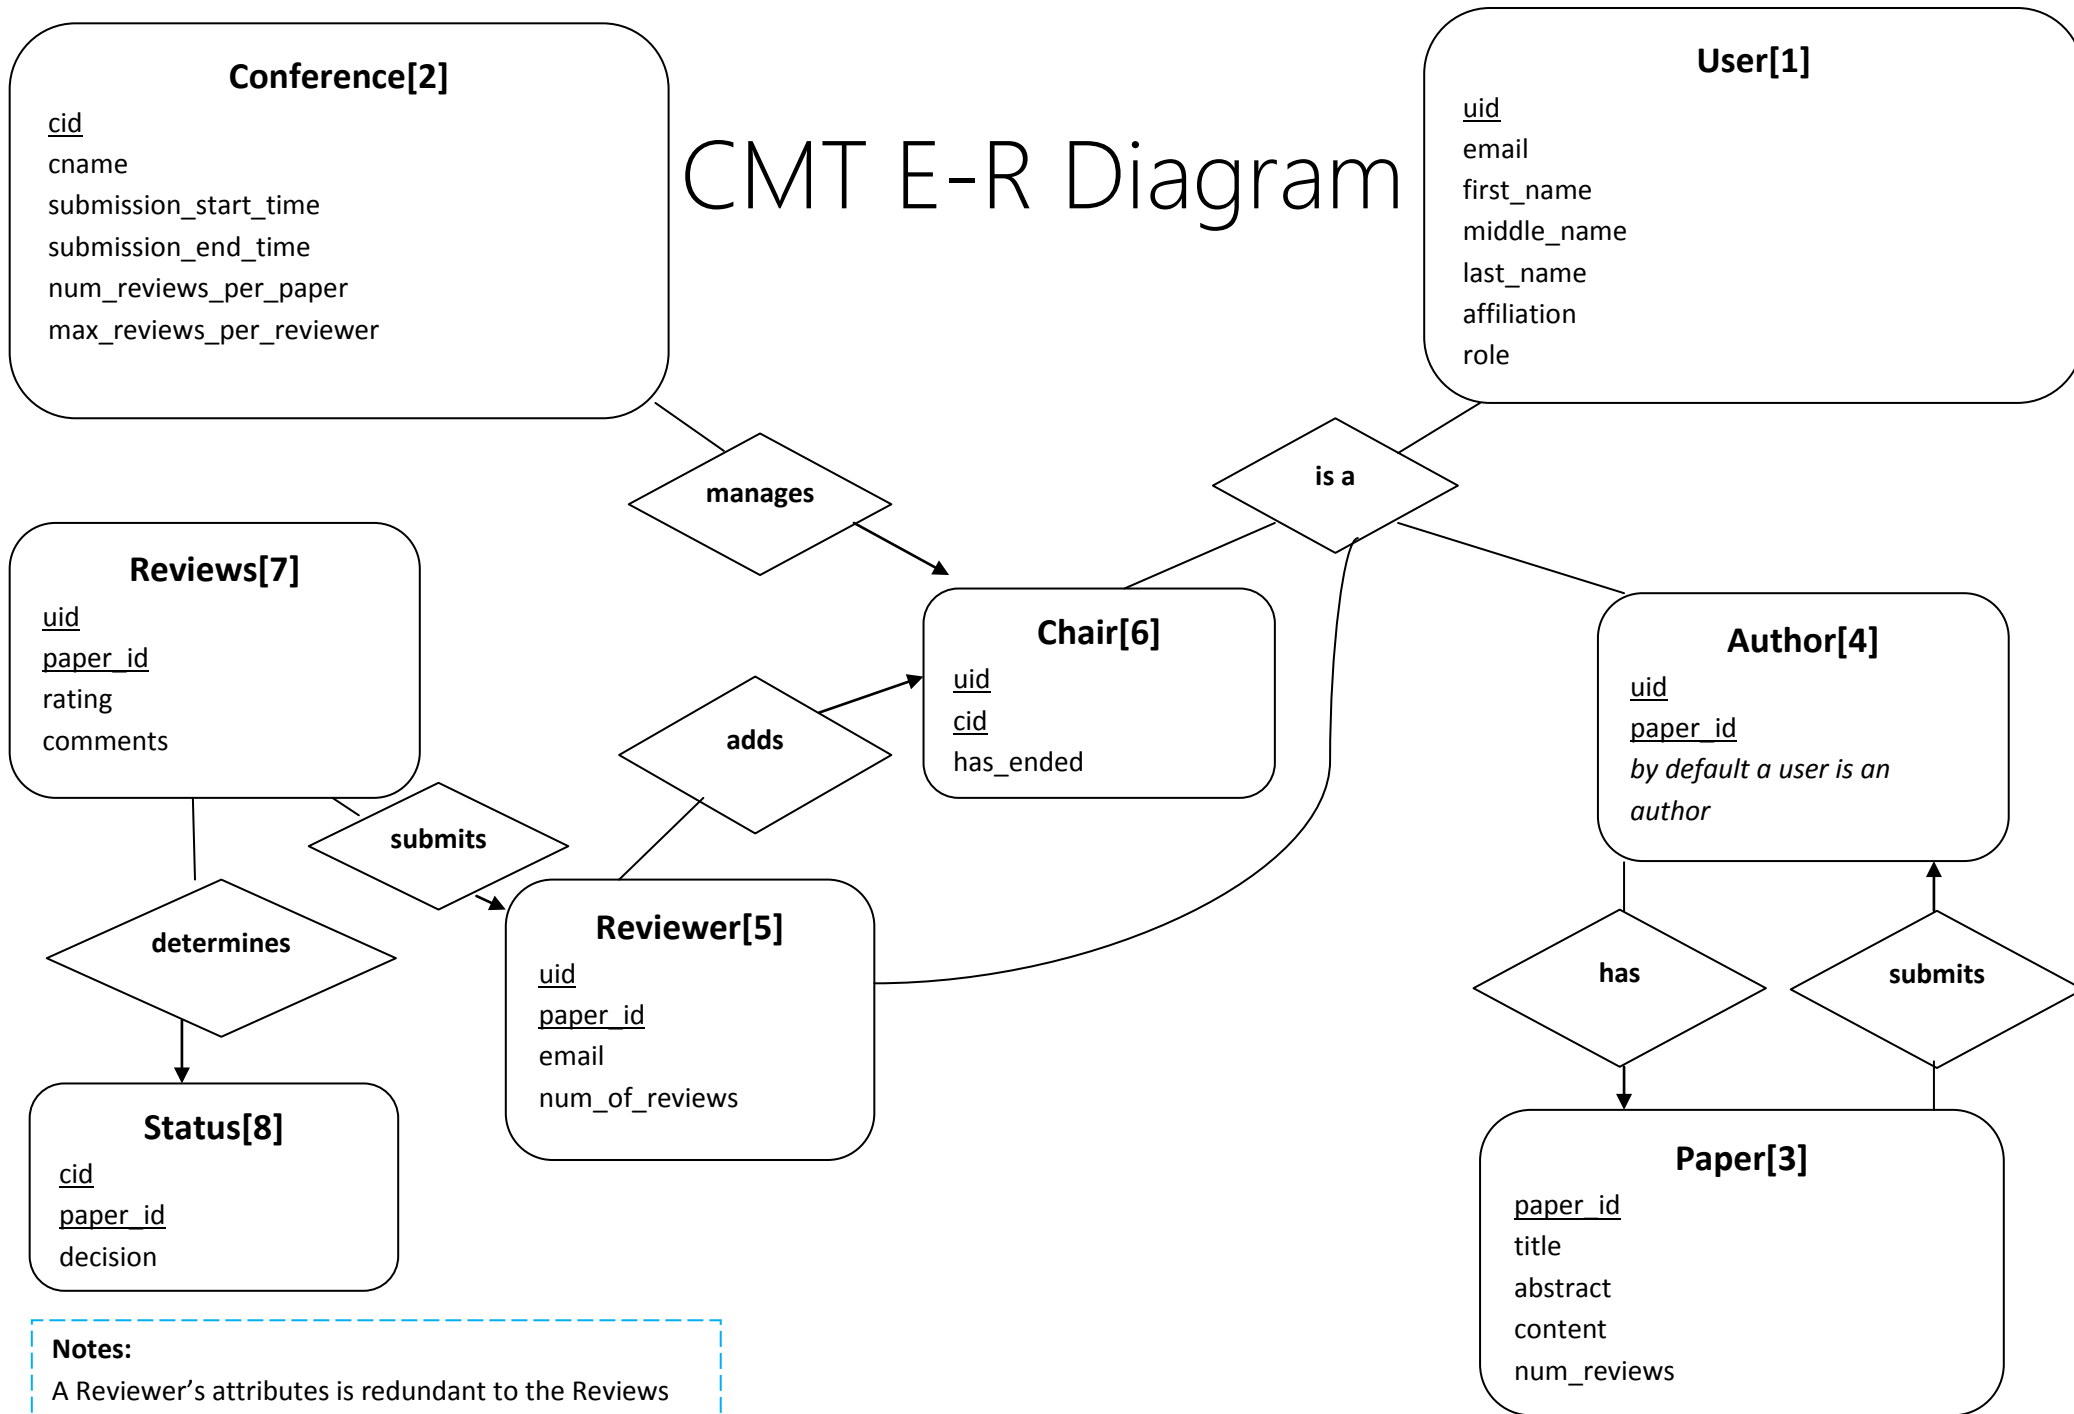 Conference[2]
cid
cname
submission_start_time
submission_end_time
num_reviews_per_paper
max_reviews_per_reviewer
CMT E-R Diagram
User[1]
uid
email
first_name
middle_name
last_name
affiliation
role
manages
is a
Reviews[7]
uid
paper_id
rating
comments
Chair[6]
uid
cid
has_ended
Author[4]
uid
paper_id
by default a user is an
author
adds
submits
determines
Reviewer[5]
uid
paper_id
email
num_of_reviews
has
submits
Status[8]
cid
paper_id
decision
Paper[3]
paper_id
title
abstract
content
num_reviews
Notes:
A Reviewer’s attributes is redundant to the Reviews